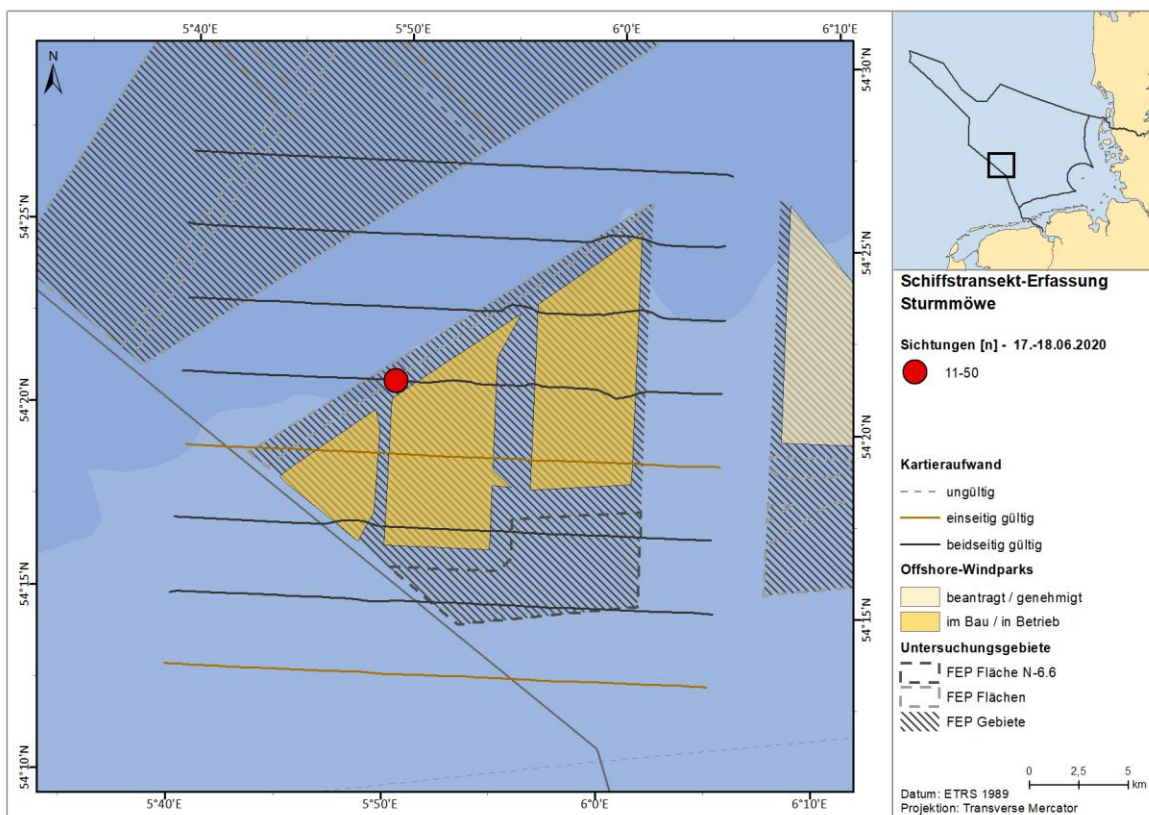 5°40'E
5°50'E
6°0'E
6°10'E
N
54°30'N
54°25'N
54°25'N
54°20'N
54°20'N
54°15'N
54°15'N
54°10'N
5°40'E
5°50'E
6°0'E
6°10'E
Schiffstransekt-Erfassung
Sturmmöwe
Sichtungen [n] - 17.-18.06.2020
11-50
Kartieraufwand
ungültig
einseitig gültig
beidseitig gültig
Offshore-Windparks
beantragt / genehmigt
im Bau / in Betrieb
Untersuchungsgebiete
FEP Fläche N-6.6
FEP Flächen
FEP Gebiete
0 2,5 5
km
Datum: ETRS 1989
Projektion: Transverse Mercator